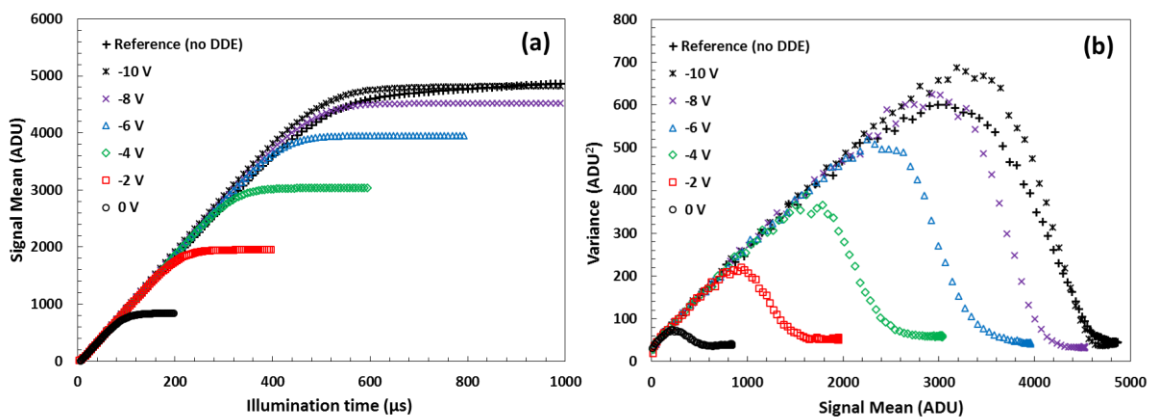 (a)
Signal Mean (ADU)
6000
5000
4000
3000
2000
1000
0
Reference (no DDE)
-10 V
-8 V
-6 V
-4 V
-2 V
0 V
0 200 400 600 800 1000
Illumination time (µs)
(b)
Variance (ADU²)
800
700
600
500
400
300
200
100
0
Reference (no DDE)
-10 V
-8 V
-6 V
-4 V
-2 V
0 V
0 1000 2000 3000 4000 5000
Signal Mean (ADU)